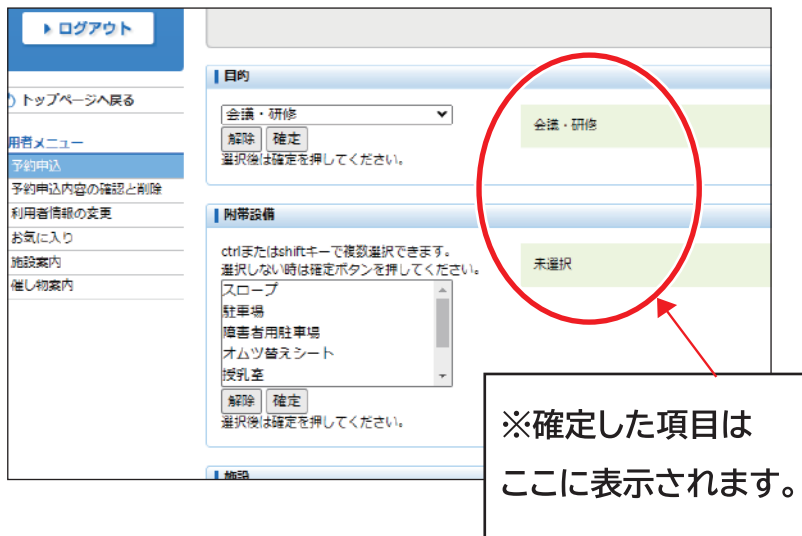 ログアウト
トップページへ戻る
用者メニュー
予約申込
予約申込内容の確認と削除
利用者情報の変更
お気に入り
施設案内
催し物案内
目的
会議・研修
解除 確定
選択後は確定を押してください。
会議・研修
附帯設備
ctrlまたはshiftキーで複数選択できます。
選択しない時は確定ボタンを押してください。
スロープ
駐車場
障害者用駐車場
オムツ替えシート
授乳室
解除 確定
選択後は確定を押してください。
未選択
施設
※確定した項目は
ここに表示されます。